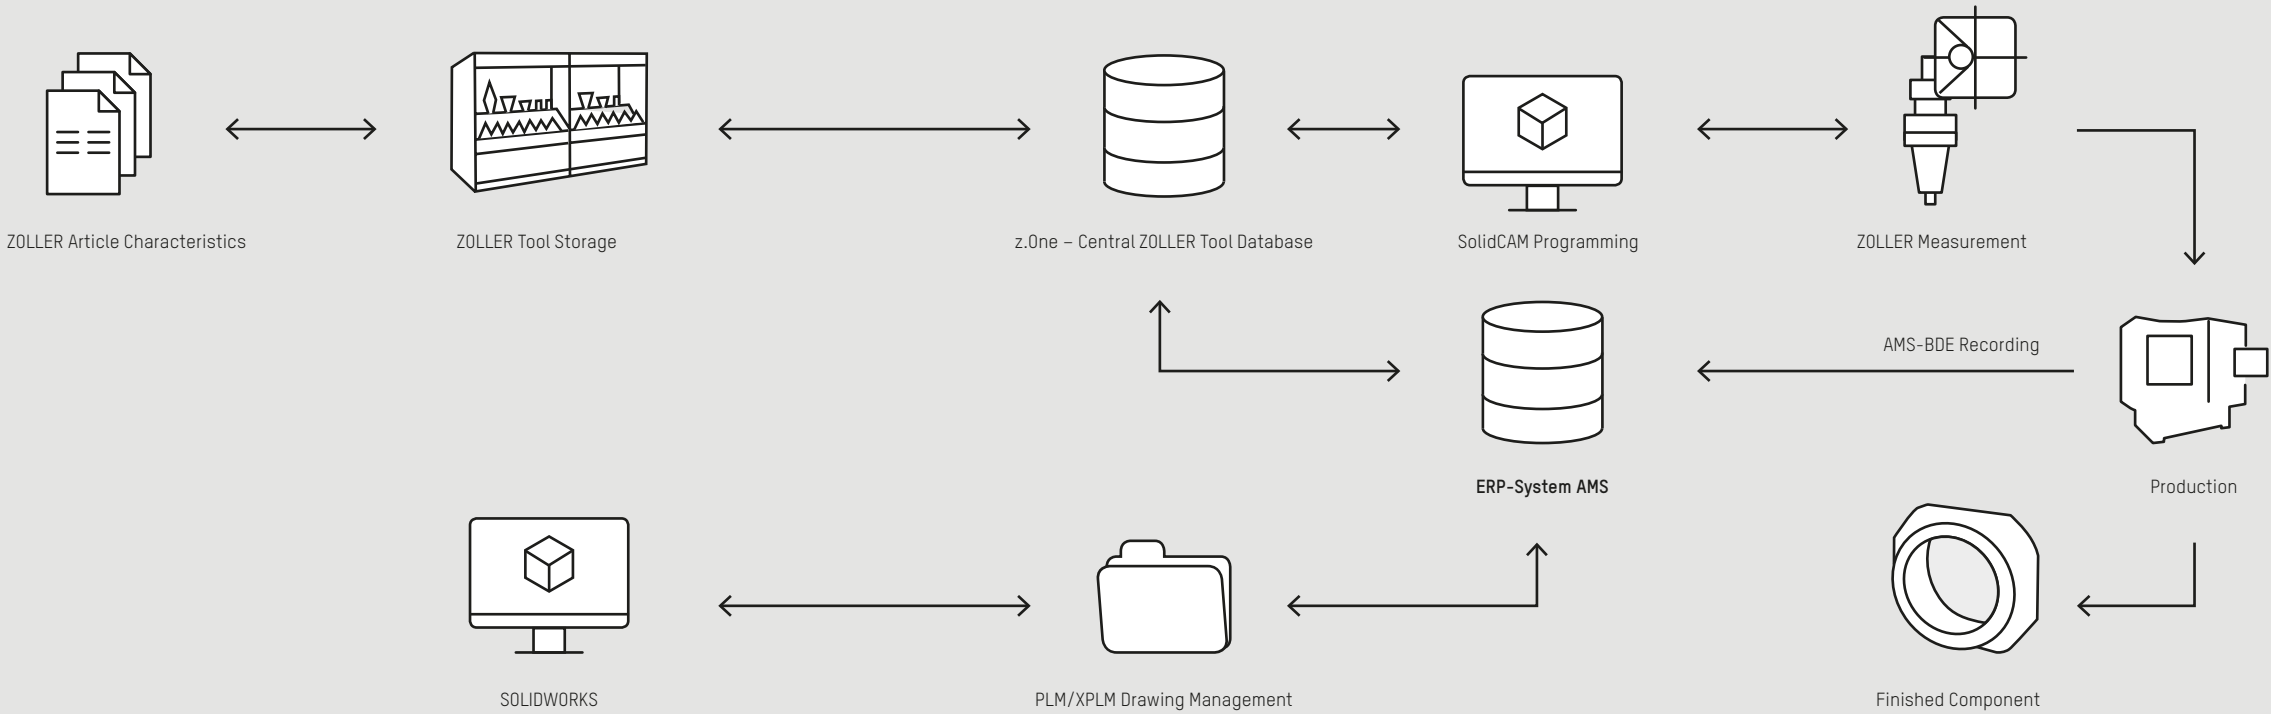 ZOLLER Article Characteristics
ZOLLER Tool Storage
z.One – Central ZOLLER Tool Database
SolidCAM Programming
ZOLLER Measurement
AMS-BDE Recording
ERP-System AMS
Production
SOLIDWORKS
PLM/XPLM Drawing Management
Finished Component